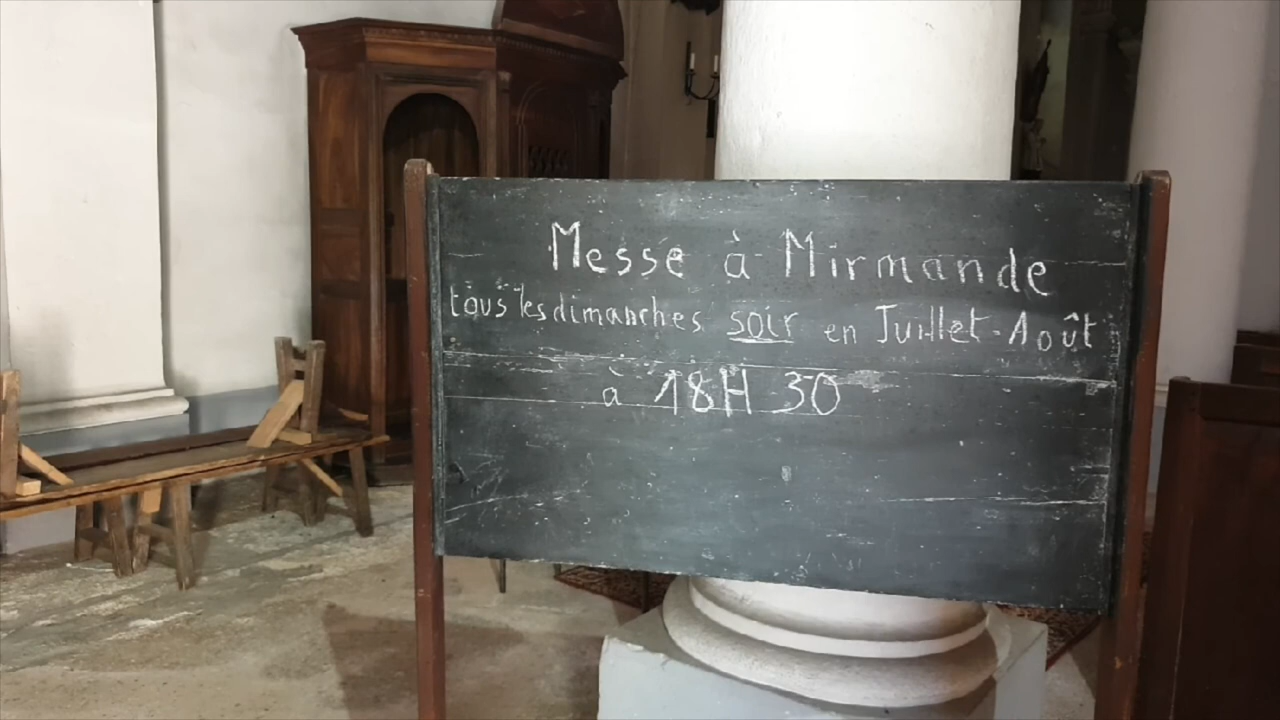 Messe à Mirmande
tous les dimanches soir en Juillet-Août
à 18H 30